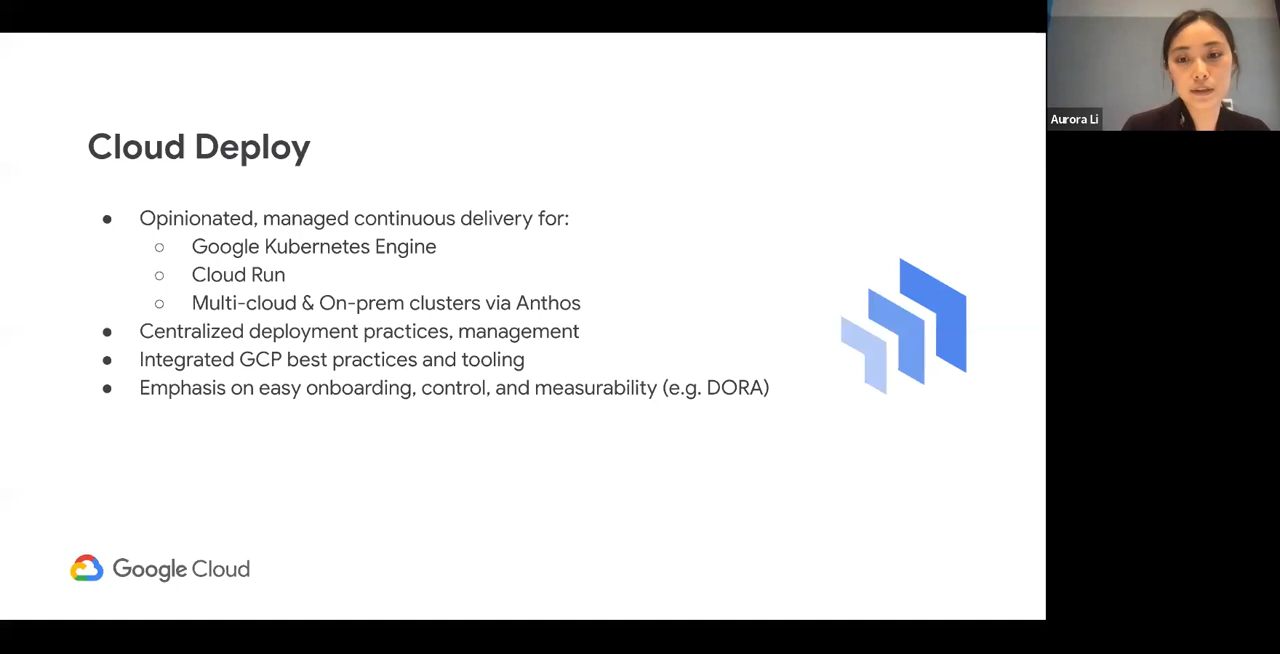 Cloud Deploy
● Opinionated, managed continuous delivery for:
○ Google Kubernetes Engine
○ Cloud Run
○ Multi-cloud & On-prem clusters via Anthos
● Centralized deployment practices, management
● Integrated GCP best practices and tooling
● Emphasis on easy onboarding, control, and measurability (e.g. DORA)
Google Cloud
Aurora Li